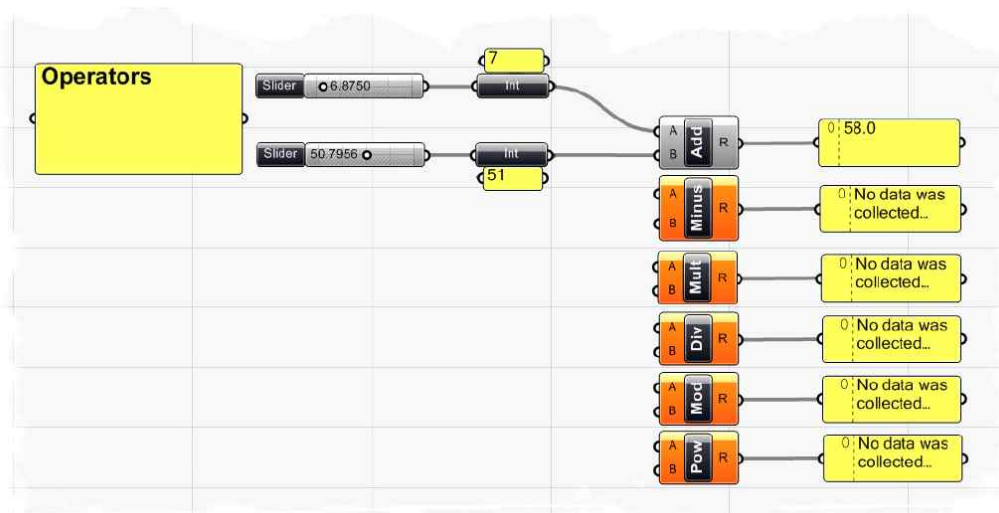 Operators
Slider 6.8750
7
Int
Slider 50.7956
Int
51
A
B
Add
R
0 58.0
A
B
Minus
R
0 No data was
collected...
A
B
Mult
R
0 No data was
collected...
A
B
Div
R
0 No data was
collected...
A
B
Mod
R
0 No data was
collected...
A
B
Pow
R
0 No data was
collected...